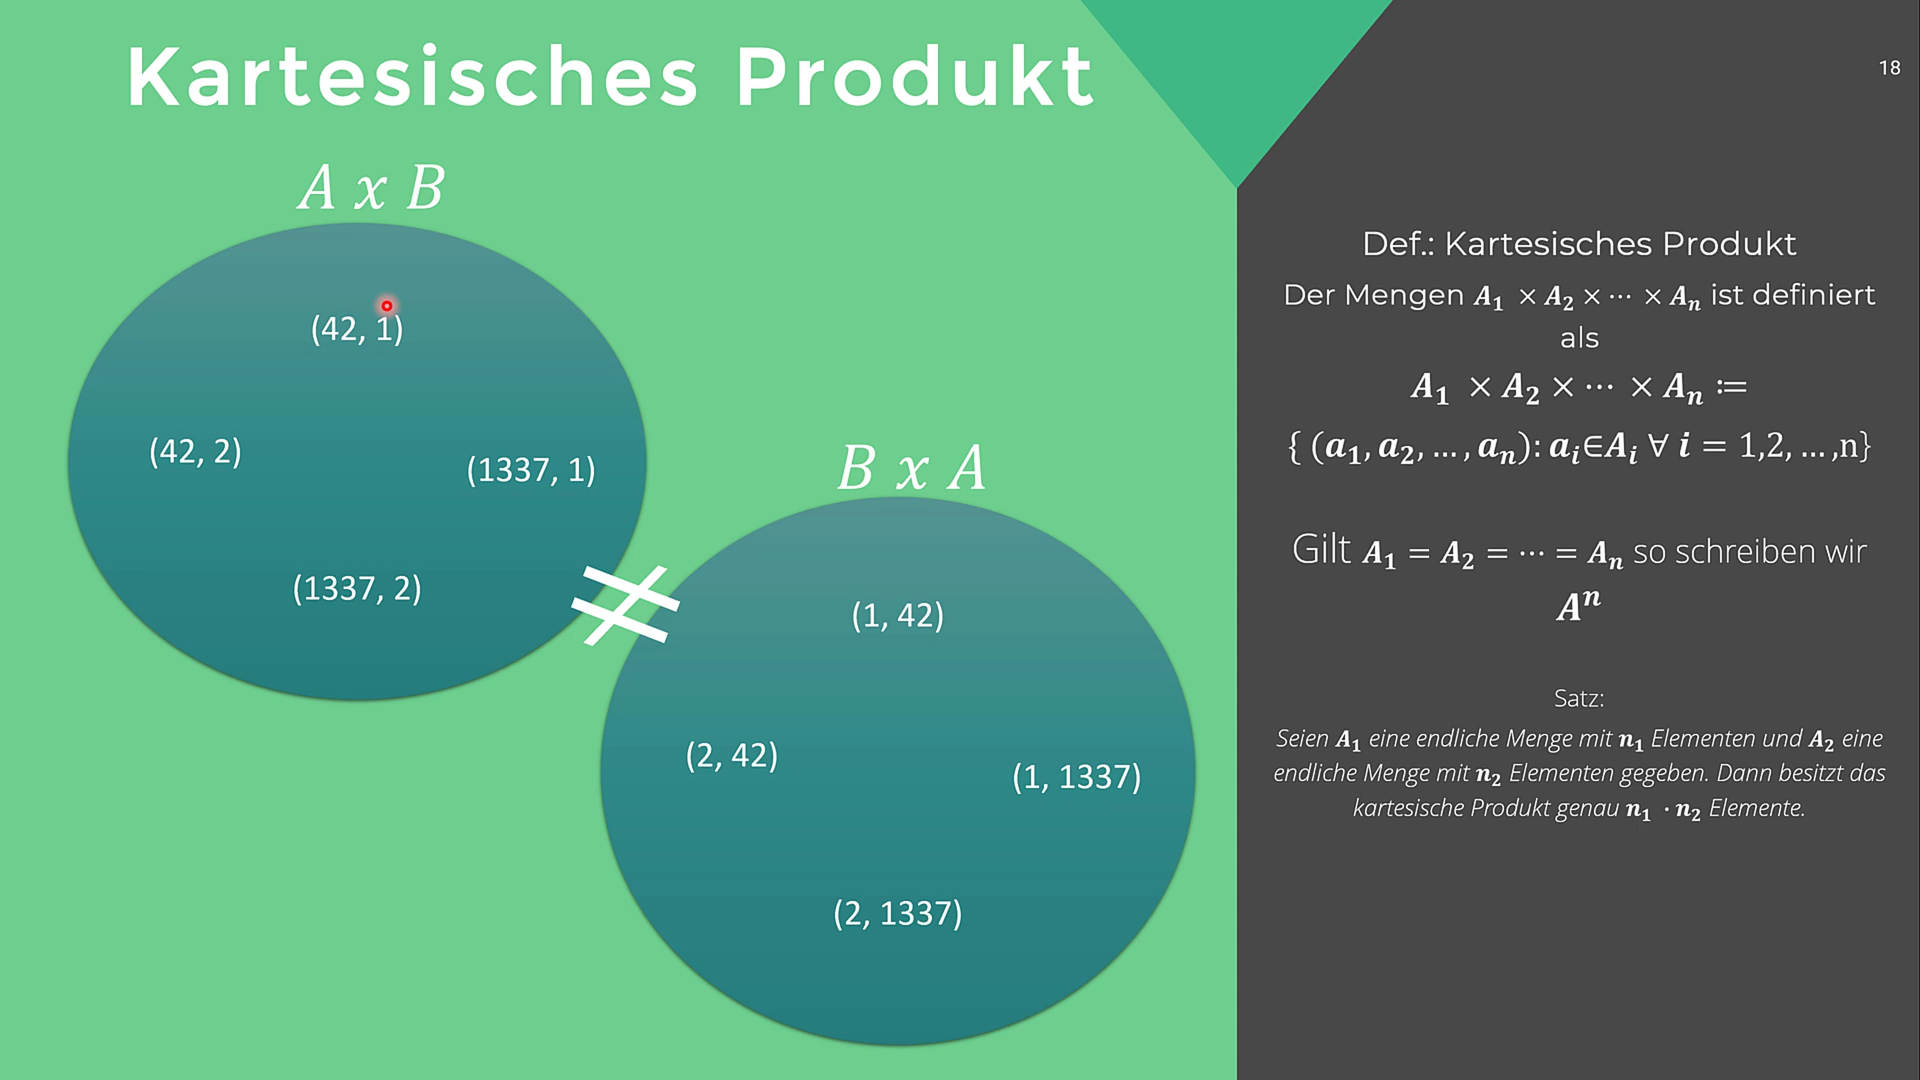 Kartesisches Produkt
18
A x B
(42, 1)
(42, 2)
(1337, 1)
(1337, 2)
≠
B x A
(1, 42)
(2, 42)
(1, 1337)
(2, 1337)
Def.: Kartesisches Produkt
Der Mengen A₁ × A₂ × ⋯ × Aₙ ist definiert
als
A₁ × A₂ × ⋯ × Aₙ ≔
{ (a₁, a₂, … , aₙ): aᵢ∈Aᵢ ∀ i = 1,2, … ,n}
Gilt A₁ = A₂ = ⋯ = Aₙ so schreiben wir
Aⁿ
Satz:
Seien A₁ eine endliche Menge mit n₁ Elementen und A₂ eine
endliche Menge mit n₂ Elementen gegeben. Dann besitzt das
kartesische Produkt genau n₁ · n₂ Elemente.